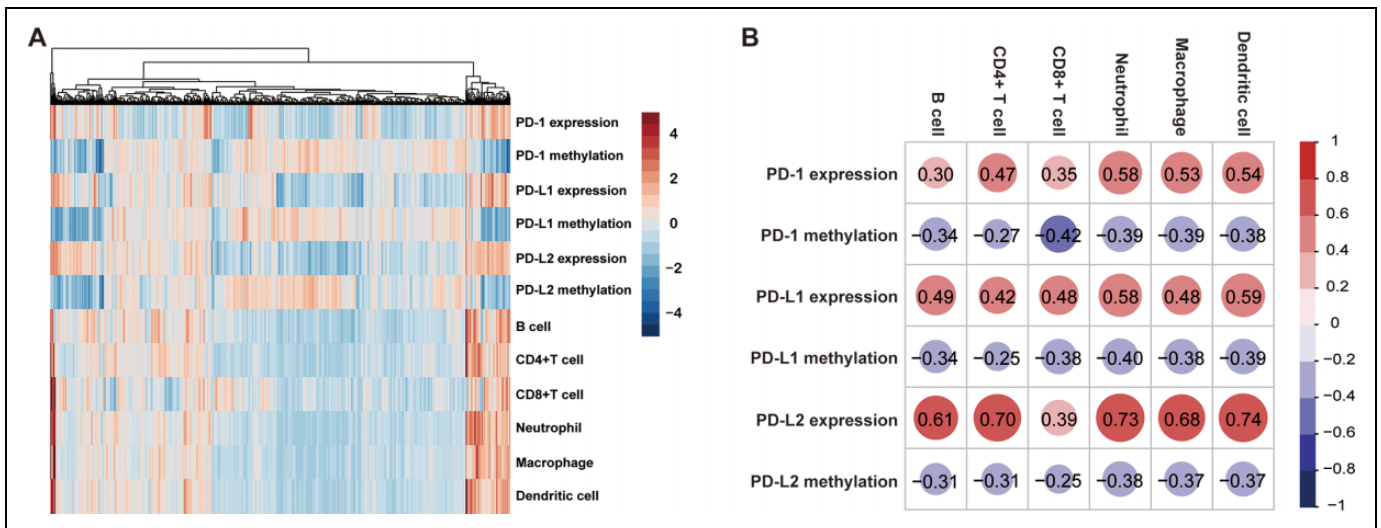 A
PD-1 expression
PD-1 methylation
PD-L1 expression
PD-L1 methylation
PD-L2 expression
PD-L2 methylation
B cell
CD4+T cell
CD8+T cell
Neutrophil
Macrophage
Dendritic cell
4
2
0
−2
−4
B
B cell
CD4+ T cell
CD8+ T cell
Neutrophil
Macrophage
Dendritic cell
PD-1 expression 0.30 0.47 0.35 0.58 0.53 0.54
PD-1 methylation −0.34 −0.27 −0.42 −0.39 −0.39 −0.38
PD-L1 expression 0.49 0.42 0.48 0.58 0.48 0.59
PD-L1 methylation −0.34 −0.25 −0.38 −0.40 −0.38 −0.39
PD-L2 expression 0.61 0.70 0.39 0.73 0.68 0.74
PD-L2 methylation −0.31 −0.31 −0.25 −0.38 −0.37 −0.37
1
0.8
0.6
0.4
0.2
0
−0.2
−0.4
−0.6
−0.8
−1